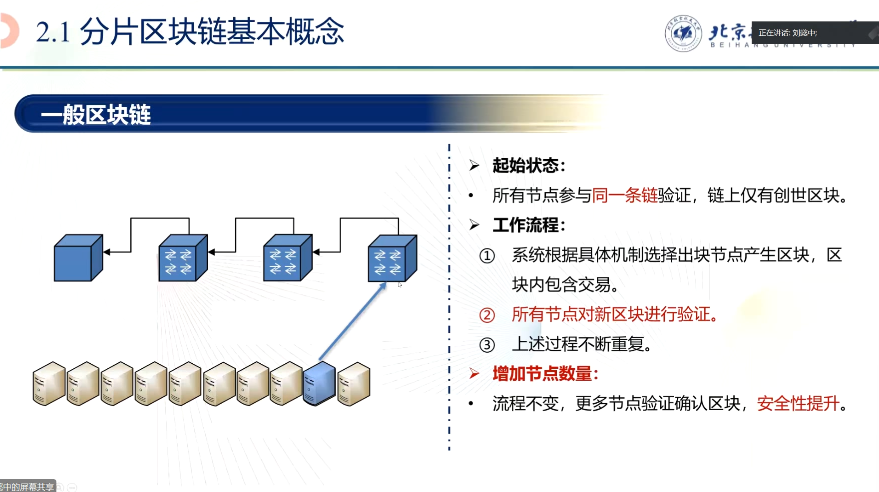 2.1 分片区块链基本概念
北京
BEIHANG UNIVERSITY
正在讲话: 刘懿中;
一般区块链
➢ 起始状态：
• 所有节点参与同一条链验证，链上仅有创世区块。
➢ 工作流程：
① 系统根据具体机制选择出块节点产生区块，区
块内包含交易。
② 所有节点对新区块进行验证。
③ 上述过程不断重复。
➢ 增加节点数量：
• 流程不变，更多节点验证确认区块，安全性提升。
中的屏幕共享